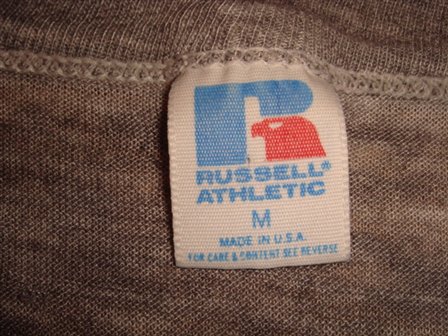 R
RUSSELL®
ATHLETIC
M
MADE IN U.S.A.
FOR CARE & CONTENT SEE REVERSE